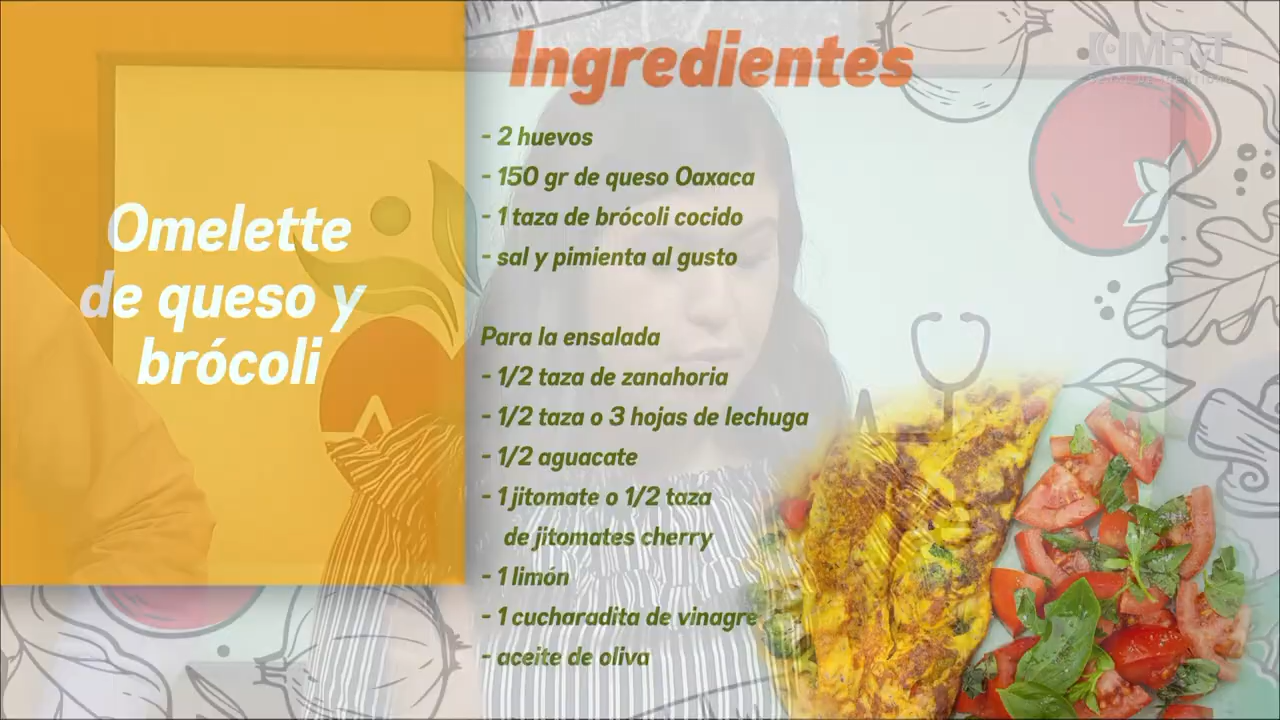 Ingredientes
Omelette
de queso y
brócoli
- 2 huevos
- 150 gr de queso Oaxaca
- 1 taza de brócoli cocido
- sal y pimienta al gusto
Para la ensalada
- 1/2 taza de zanahoria
- 1/2 taza o 3 hojas de lechuga
- 1/2 aguacate
- 1 jitomate o 1/2 taza
de jitomates cherry
- 1 limón
- 1 cucharadita de vinagre
- aceite de oliva